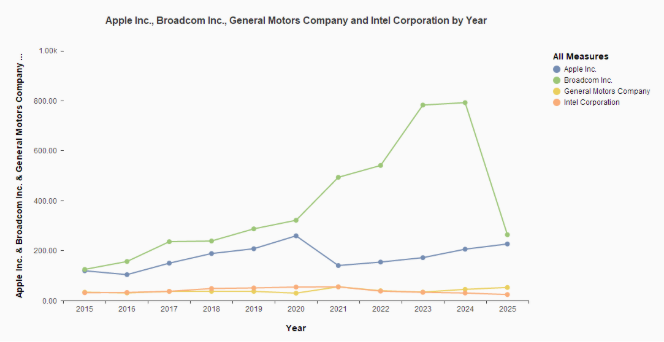 Apple Inc., Broadcom Inc., General Motors Company and Intel Corporation by Year
Apple Inc. & Broadcom Inc. & General Motors Company ...
1.00k
800.00
600.00
400.00
200.00
0.00
2015 2016 2017 2018 2019 2020 2021 2022 2023 2024 2025
Year
All Measures
Apple Inc.
Broadcom Inc.
General Motors Company
Intel Corporation